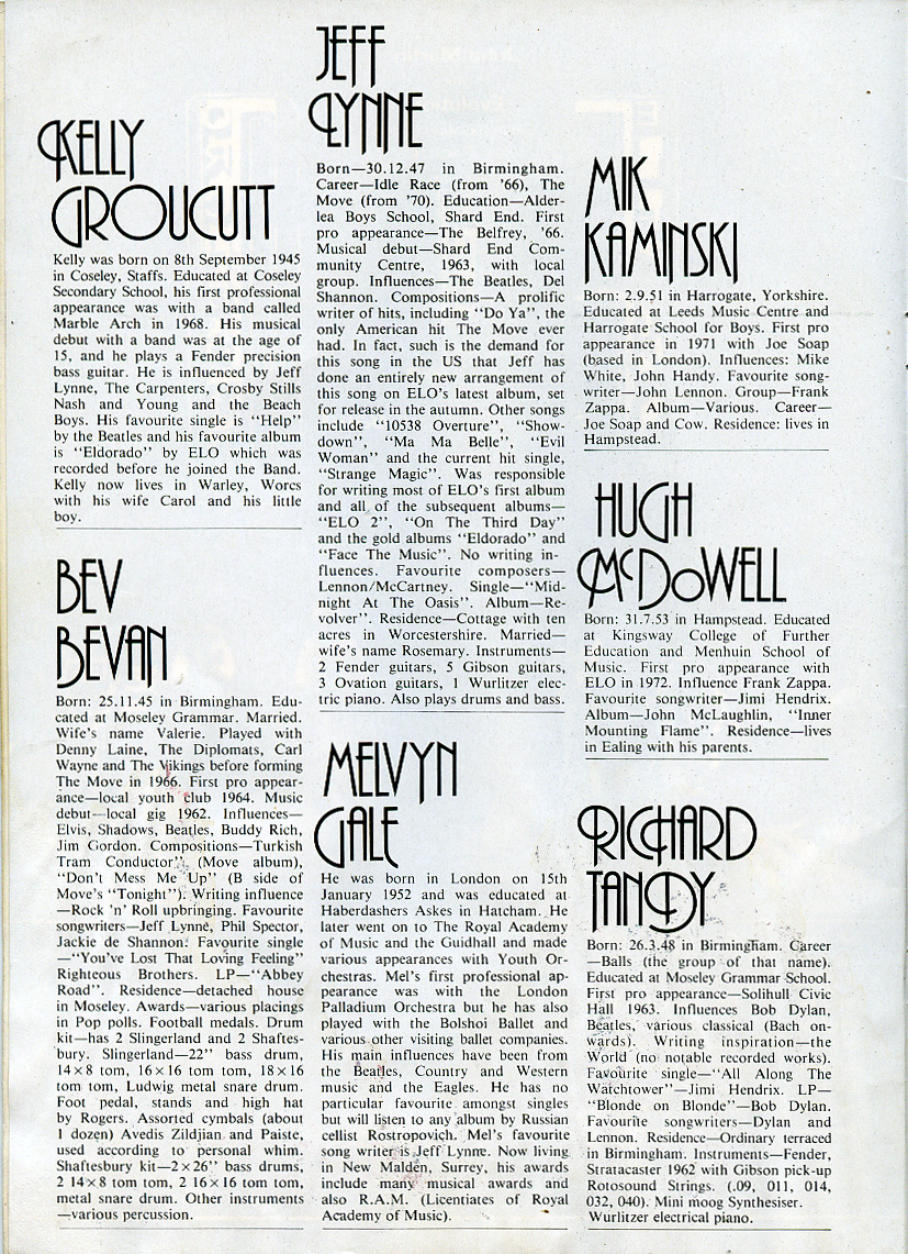 KELLY
GROUCUTT
Kelly was born on 8th September 1945
in Coseley, Staffs. Educated at Coseley
Secondary School, his first professional
appearance was with a band called
Marble Arch in 1968. His musical
debut with a band was at the age of
15, and he plays a Fender precision
bass guitar. He is influenced by Jeff
Lynne, The Carpenters, Crosby Stills
Nash and Young and the Beach
Boys. His favourite single is “Help”
by the Beatles and his favourite album
is “Eldorado” by ELO which was
recorded before he joined the Band.
Kelly now lives in Warley, Worcs
with his wife Carol and his little
boy.
BEV
BEVAN
Born: 25.11.45 in Birmingham. Edu-
cated at Moseley Grammar. Married.
Wife's name Valerie. Played with
Denny Laine, The Diplomats, Carl
Wayne and The Vikings before forming
The Move in 1966. First pro appear-
ance—local youth club 1964. Music
debut—local gig 1962. Influences—
Elvis, Shadows, Beatles, Buddy Rich,
Jim Gordon. Compositions—Turkish
Tram Conductor” (Move album),
“Don't Mess Me Up” (B side of
Move's “Tonight”). Writing influence
—Rock 'n' Roll upbringing. Favourite
songwriters—Jeff Lynne, Phil Spector,
Jackie de Shannon. Favourite single
—“You've Lost That Loving Feeling”
Righteous Brothers. LP—“Abbey
Road”. Residence—detached house
in Moseley. Awards—various placings
in Pop polls. Football medals. Drum
kit—has 2 Slingerland and 2 Shaftes-
bury. Slingerland—22” bass drum,
14×8 tom, 16×16 tom tom, 18×16
tom tom, Ludwig metal snare drum.
Foot pedal, stands and high hat
by Rogers. Assorted cymbals (about
1 dozen) Avedis Zildjian and Paiste,
used according to personal whim.
Shaftesbury kit—2×26” bass drums,
2 14×8 tom tom, 2 16×16 tom tom,
metal snare drum. Other instruments
—various percussion.
JEFF
LYNNE
Born—30.12.47 in Birmingham.
Career—Idle Race (from '66), The
Move (from '70). Education—Alder-
lea Boys School, Shard End. First
pro appearance—The Belfrey, '66.
Musical debut—Shard End Com-
munity Centre, 1963, with local
group. Influences—The Beatles, Del
Shannon. Compositions—A prolific
writer of hits, including “Do Ya”, the
only American hit The Move ever
had. In fact, such is the demand for
this song in the US that Jeff has
done an entirely new arrangement of
this song on ELO's latest album, set
for release in the autumn. Other songs
include “10538 Overture”, “Show-
down”, “Ma Ma Belle”, “Evil
Woman” and the current hit single,
“Strange Magic”. Was responsible
for writing most of ELO's first album
and all of the subsequent albums—
“ELO 2”, “On The Third Day”
and the gold albums “Eldorado” and
“Face The Music”. No writing in-
fluences. Favourite composers—
Lennon/McCartney. Single—“Mid-
night At The Oasis”. Album—Re-
volver”. Residence—Cottage with ten
acres in Worcestershire. Married—
wife's name Rosemary. Instruments—
2 Fender guitars, 5 Gibson guitars,
3 Ovation guitars, 1 Wurlitzer elec-
tric piano. Also plays drums and bass.
MELVYN
GALE
He was born in London on 15th
January 1952 and was educated at
Haberdashers Askes in Hatcham. He
later went on to The Royal Academy
of Music and the Guidhall and made
various appearances with Youth Or-
chestras. Mel's first professional ap-
pearance was with the London
Palladium Orchestra but he has also
played with the Bolshoi Ballet and
various other visiting ballet companies.
His main influences have been from
the Beatles, Country and Western
music and the Eagles. He has no
particular favourite amongst singles
but will listen to any album by Russian
cellist Rostropovich. Mel's favourite
song writer is Jeff Lynne. Now living
in New Malden, Surrey, his awards
include many musical awards and
also R.A.M. (Licentiates of Royal
Academy of Music).
MIK
KAMINSKI
Born: 2.9.51 in Harrogate, Yorkshire.
Educated at Leeds Music Centre and
Harrogate School for Boys. First pro
appearance in 1971 with Joe Soap
(based in London). Influences: Mike
White, John Handy. Favourite song-
writer—John Lennon. Group—Frank
Zappa. Album—Various. Career—
Joe Soap and Cow. Residence: lives in
Hampstead.
HUGH
McDOWELL
Born: 31.7.53 in Hampstead. Educated
at Kingsway College of Further
Education and Menhuin School of
Music. First pro appearance with
ELO in 1972. Influence Frank Zappa.
Favourite songwriter—Jimi Hendrix.
Album—John McLaughlin, “Inner
Mounting Flame”. Residence—lives
in Ealing with his parents.
RICHARD
TANDY
Born: 26.3.48 in Birmingham. Career
—Balls (the group of that name).
Educated at Moseley Grammar School.
First pro appearance—Solihull Civic
Hall 1963. Influences Bob Dylan,
Beatles, various classical (Bach on-
wards). Writing inspiration—the
World (no notable recorded works).
Favourite single—“All Along The
Watchtower”—Jimi Hendrix. LP—
“Blonde on Blonde”—Bob Dylan.
Favourite songwriters—Dylan and
Lennon. Residence—Ordinary terraced
in Birmingham. Instruments—Fender,
Stratacaster 1962 with Gibson pick-up
Rotosound Strings. (.09, 011, 014,
032, 040). Mini moog Synthesiser.
Wurlitzer electrical piano.